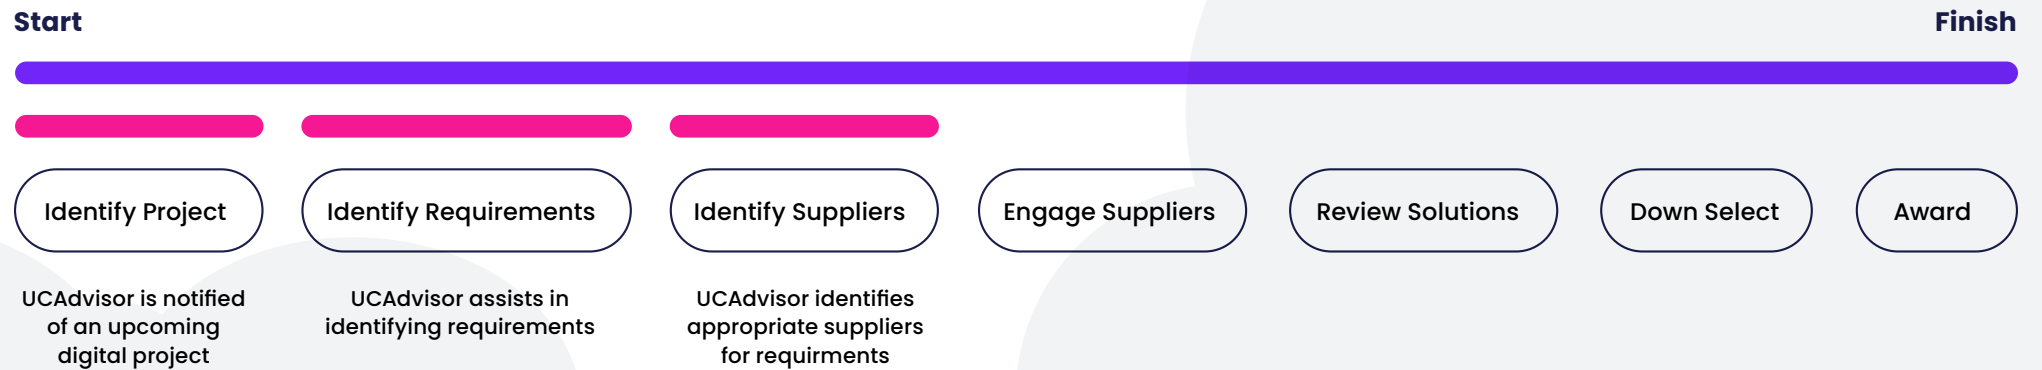 Start
Finish
Identify Project
Identify Requirements
Identify Suppliers
Engage Suppliers
Review Solutions
Down Select
Award
UCAdvisor is notified
of an upcoming
digital project
UCAdvisor assists in
identifying requirements
UCAdvisor identifies
appropriate suppliers
for requirments